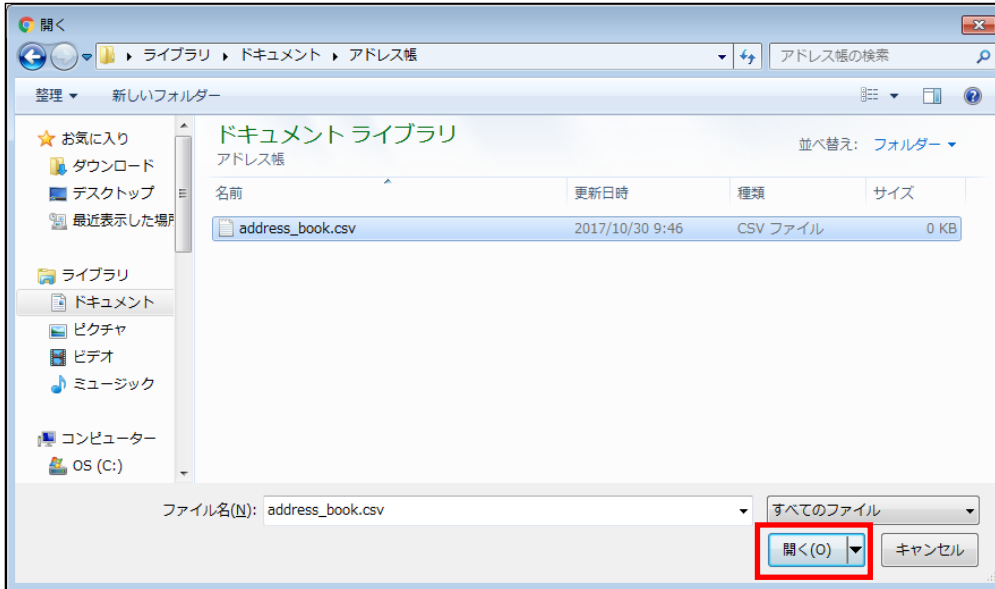 開く
ライブラリ ドキュメント アドレス帳 アドレス帳の検索
整理 新しいフォルダー
お気に入り
ダウンロード
デスクトップ
最近表示した場所
ライブラリ
ドキュメント
ピクチャ
ビデオ
ミュージック
コンピューター
OS (C:)
ドキュメント ライブラリ
アドレス帳
並べ替え: フォルダー
名前 更新日時 種類 サイズ
address_book.csv 2017/10/30 9:46 CSV ファイル 0 KB
ファイル名(N): address_book.csv すべてのファイル
開く(O) キャンセル